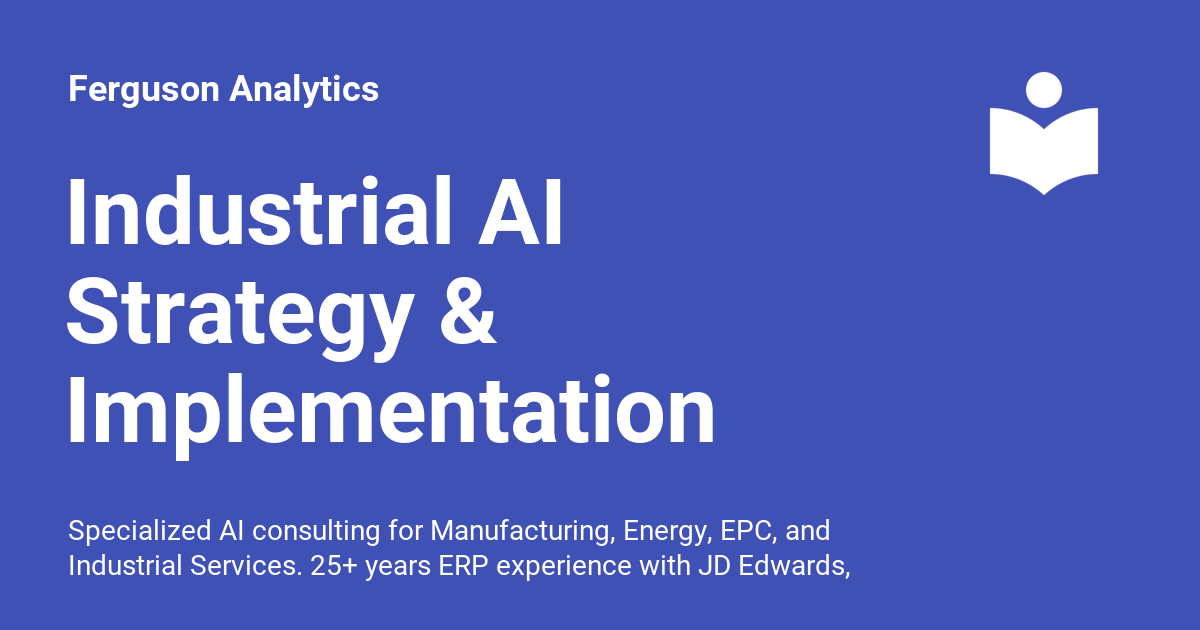 Ferguson Analytics
Industrial AI
Strategy &
Implementation
Specialized AI consulting for Manufacturing, Energy, EPC, and
Industrial Services. 25+ years ERP experience with JD Edwards,